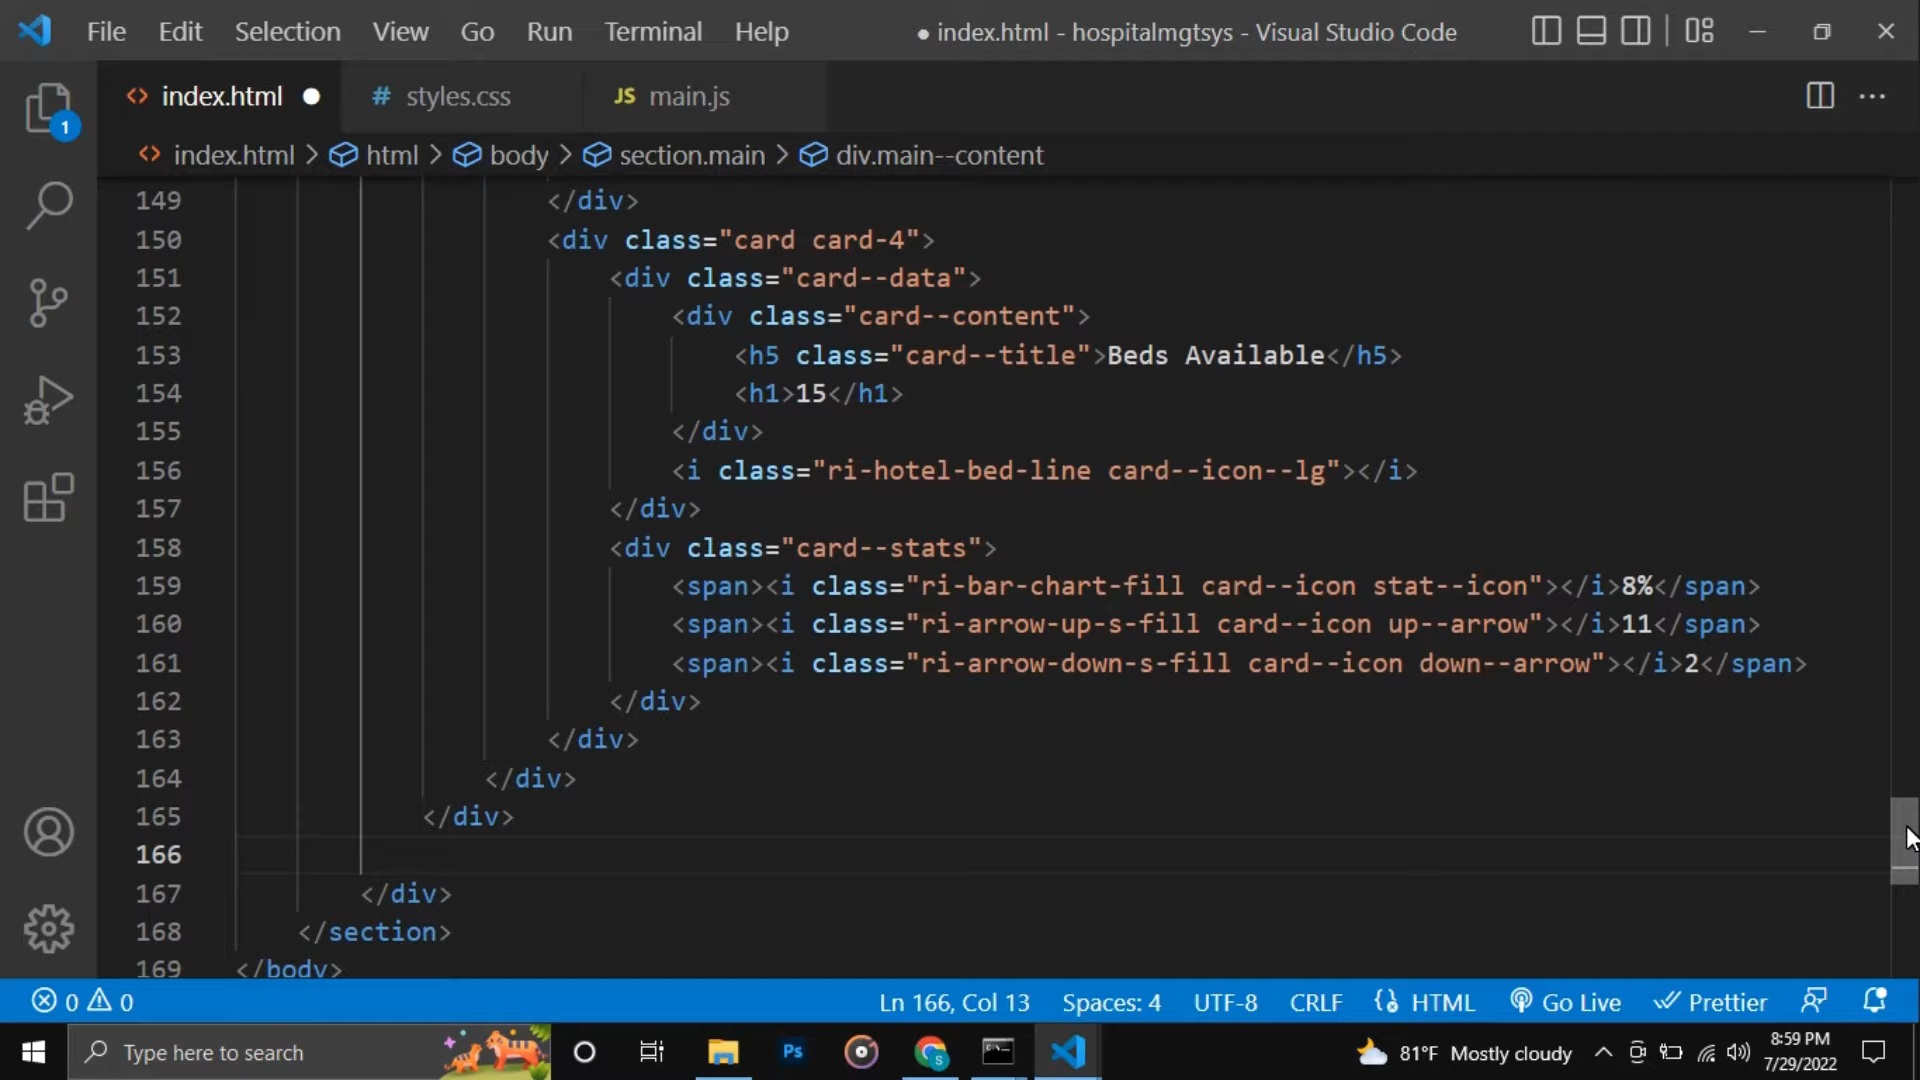 File Edit Selection View Go Run Terminal Help ● index.html - hospitalmgtsys - Visual Studio Code
<> index.html ● # styles.css JS main.js ...
<> index.html > html > body > section.main > div.main--content
1
149 </div>
150 <div class="card card-4">
151 <div class="card--data">
152 <div class="card--content">
153 <h5 class="card--title">Beds Available</h5>
154 <h1>15</h1>
155 </div>
156 <i class="ri-hotel-bed-line card--icon--lg"></i>
157 </div>
158 <div class="card--stats">
159 <span><i class="ri-bar-chart-fill card--icon stat--icon"></i>8%</span>
160 <span><i class="ri-arrow-up-s-fill card--icon up--arrow"></i>11</span>
161 <span><i class="ri-arrow-down-s-fill card--icon down--arrow"></i>2</span>
162 </div>
163 </div>
164 </div>
165 </div>
166
167 </div>
168 </section>
169 </body>
0 0 Ln 166, Col 13 Spaces: 4 UTF-8 CRLF HTML Go Live Prettier
Type here to search Ps 81°F Mostly cloudy 8:59 PM
7/29/2022